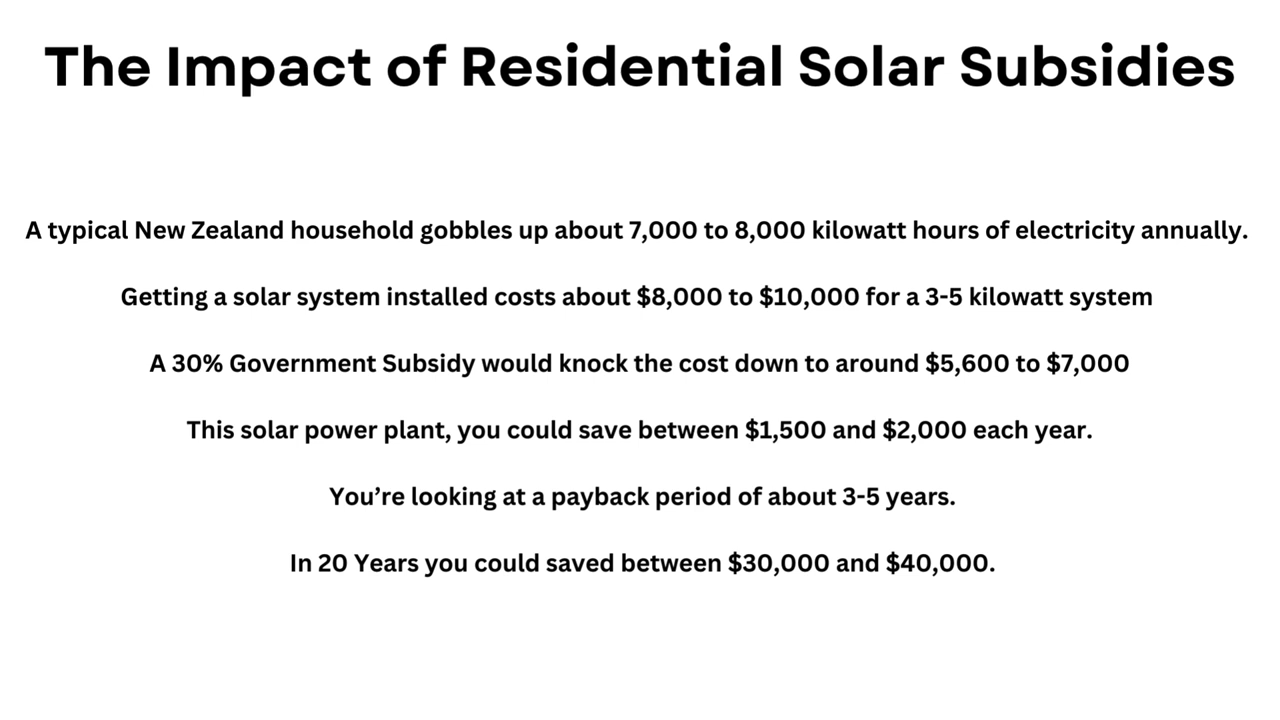 The Impact of Residential Solar Subsidies
A typical New Zealand household gobbles up about 7,000 to 8,000 kilowatt hours of electricity annually.
Getting a solar system installed costs about $8,000 to $10,000 for a 3-5 kilowatt system
A 30% Government Subsidy would knock the cost down to around $5,600 to $7,000
This solar power plant, you could save between $1,500 and $2,000 each year.
You’re looking at a payback period of about 3-5 years.
In 20 Years you could saved between $30,000 and $40,000.